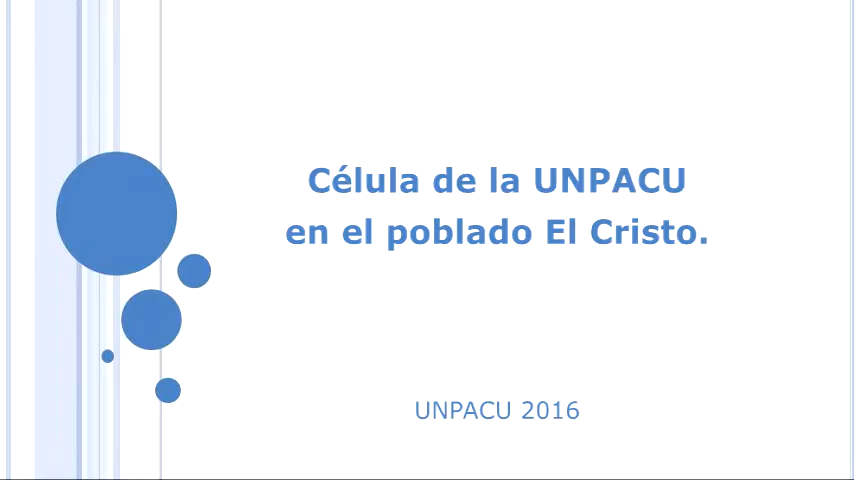 Célula de la UNPACU
en el poblado El Cristo.
UNPACU 2016